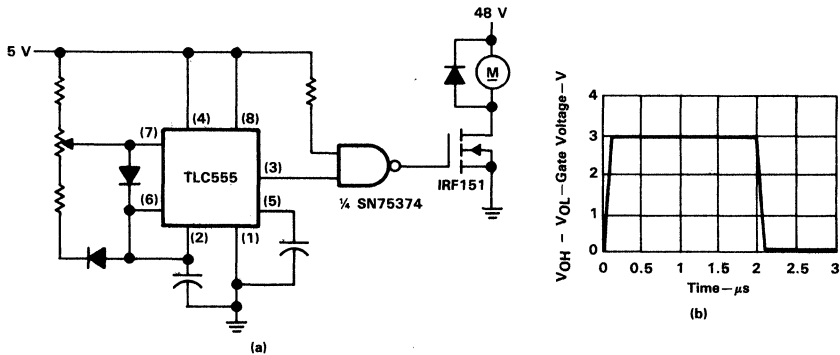 48 V
5 V
M
(4)
(8)
(7)
TLC555
(3)
(6)
(5)
(2)
(1)
¼ SN75374
IRF151
(a)
VOH – VOL–Gate Voltage–V
4
3
2
1
0
0 0.5 1 1.5 2 2.5 3
Time–μs
(b)